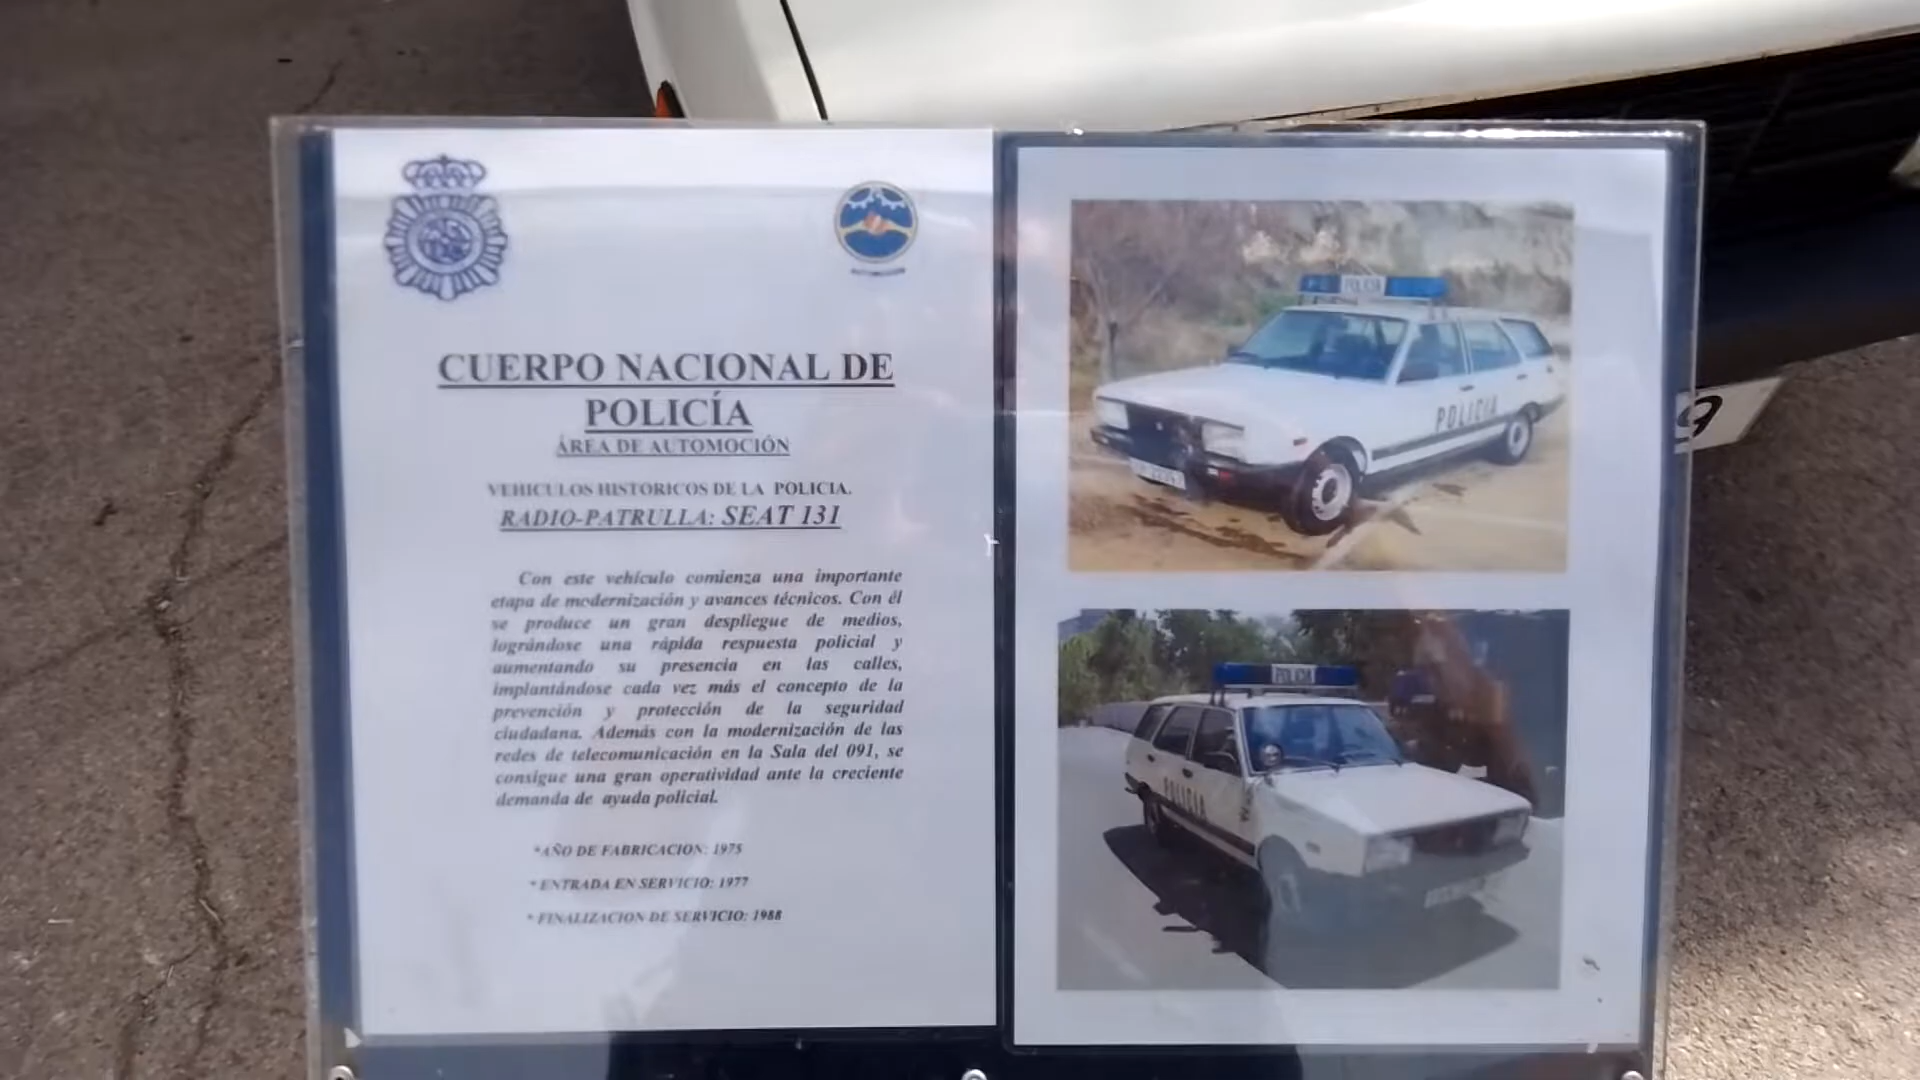 CUERPO NACIONAL DE
POLICÍA
ÁREA DE AUTOMOCIÓN
VEHICULOS HISTORICOS DE LA POLICIA.
RADIO-PATRULLA: SEAT 131
Con este vehículo comienza una importante
etapa de modernización y avances técnicos. Con él
se produce un gran despliegue de medios,
lográndose una rápida respuesta policial y
aumentando su presencia en las calles,
implantándose cada vez más el concepto de la
prevención y protección de la seguridad
ciudadana. Además con la modernización de las
redes de telecomunicación en la Sala del 091, se
consigue una gran operatividad ante la creciente
demanda de ayuda policial.
*AÑO DE FABRICACION: 1975
* ENTRADA EN SERVICIO: 1977
* FINALIZACION DE SERVICIO: 1988
POLICIA
POLICIA
POLICIA
POLICIA
9